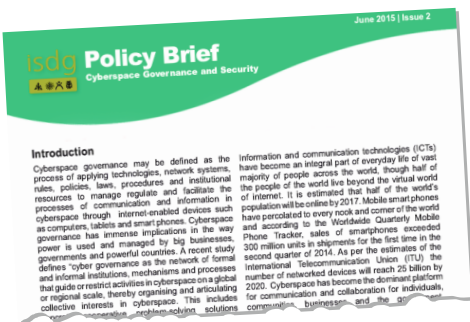 June 2015 | Issue 2
isdg
Policy Brief
Cyberspace Governance and Security
Introduction
Cyberspace governance may be defined as the
process of applying technologies, network systems,
rules, policies, laws, procedures and institutional
resources to manage regulate and facilitate the
processes of communication and information in
cyberspace through internet-enabled devices such
as computers, tablets and smart phones. Cyberspace
governance has immense implications in the way
power is used and managed by big businesses,
governments and powerful countries. A recent study
defines "cyber governance as the network of formal
and informal institutions, mechanisms and processes
that guide or restrict activities in cyberspace on a global
or regional scale, thereby organising and articulating
collective interests in cyberspace. This includes
problem-solving solutions
Information and communication technologies (ICTs)
have become an integral part of everyday life of vast
majority of people across the world, though half of
the people of the world live beyond the virtual world
of internet. It is estimated that half of the world's
population will be online by 2017. Mobile smart phones
have percolated to every nook and corner of the world
and according to the Worldwide Quarterly Mobile
Phone Tracker, sales of smartphones exceeded
300 million in units in shipments for the first time in the
second quarter of 2014. As per the estimates of the
International Telecommunication Union (ITU) the
number of networked devices will reach 25 billion by
2020. Cyberspace has become the dominant platform
for communication and collaboration for individuals,
businesses and the